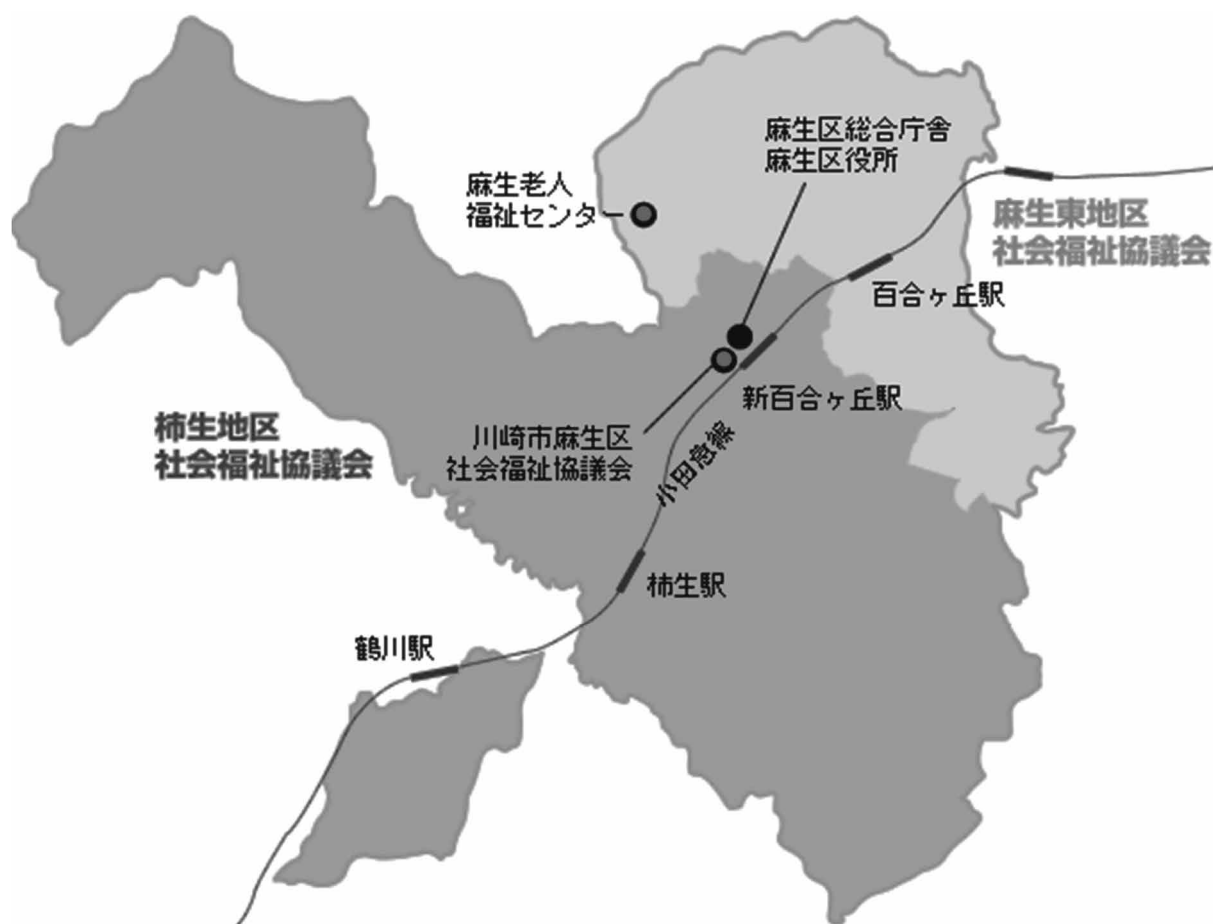 麻生区総合庁舎
麻生区役所
麻生老人
福祉センター
麻生東地区
社会福祉協議会
百合ヶ丘駅
新百合ヶ丘駅
柿生地区
社会福祉協議会
川崎市麻生区
社会福祉協議会
小田急線
柿生駅
鶴川駅